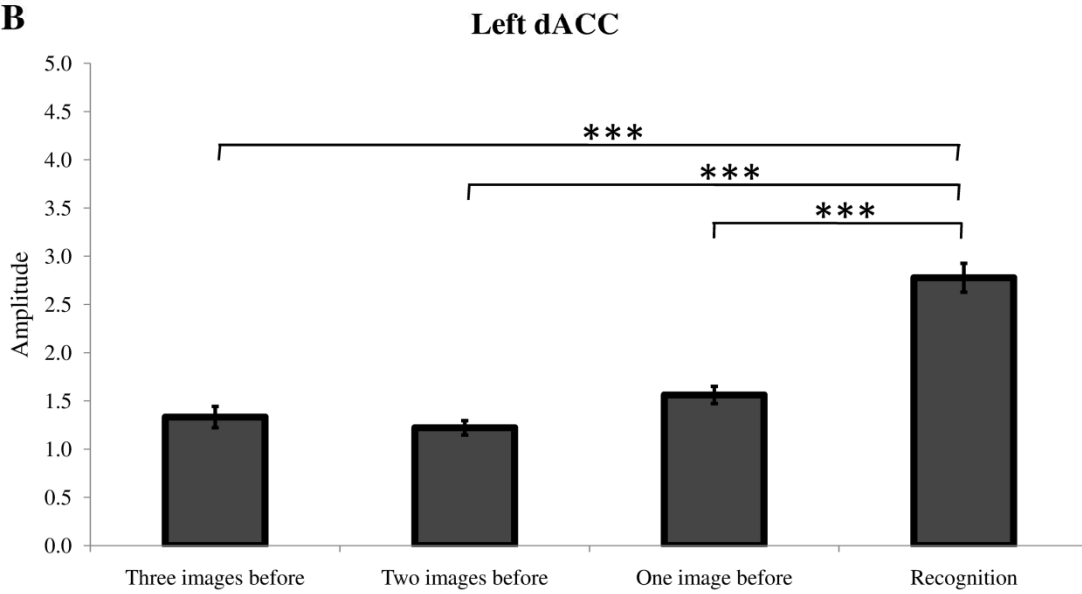 B
Left dACC
5.0
4.5
4.0
3.5
3.0
2.5
2.0
1.5
1.0
0.5
0.0
Amplitude
***
***
***
Three images before
Two images before
One image before
Recognition